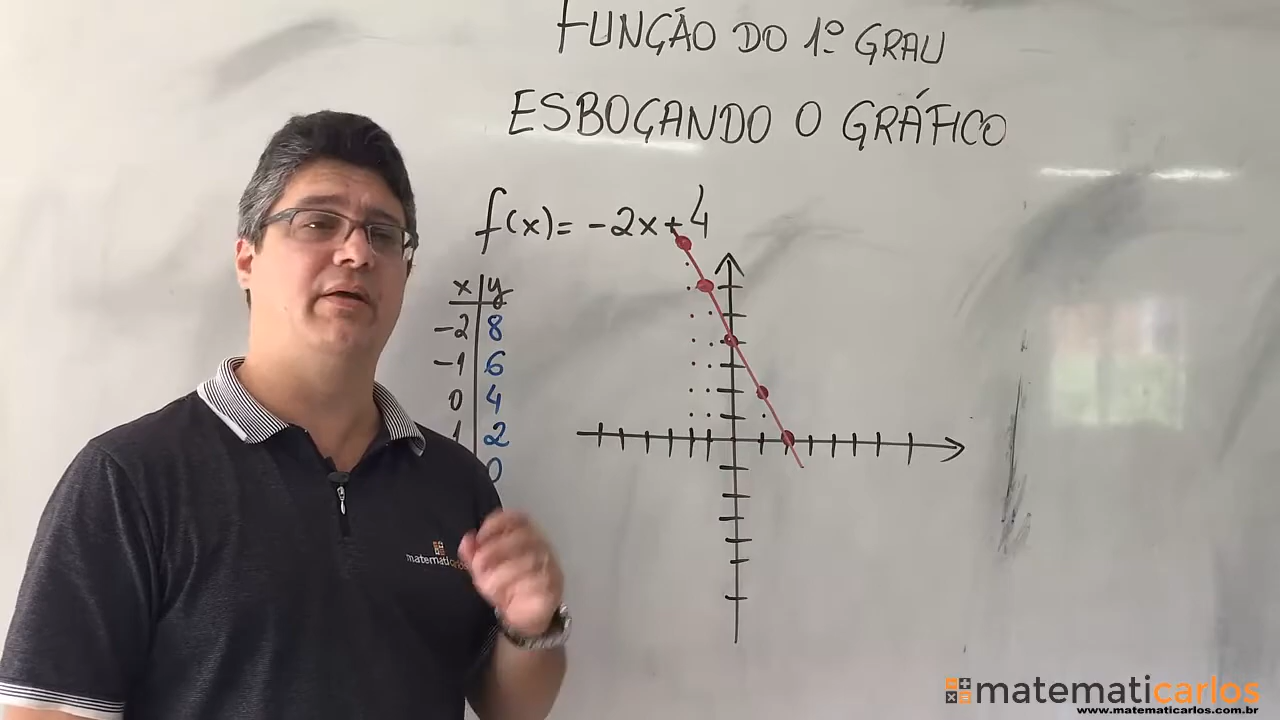 FUNÇÃO DO 1º GRAU
ESBOÇANDO O GRÁFICO
f(x)= -2x+4
x y
-2 8
-1 6
0 4
1 2
0
matemati
matematicarlos
www.matematicarlos.com.br